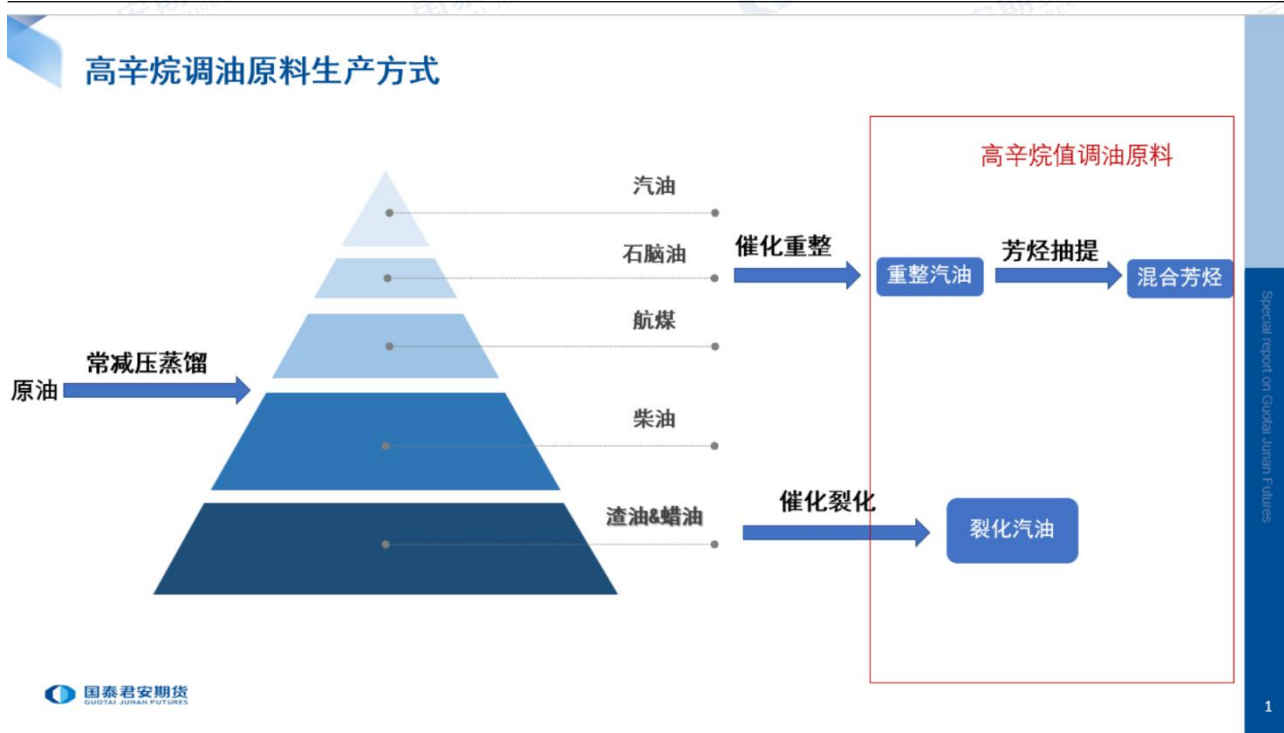 高辛烷调油原料生产方式
高辛烷值调油原料
汽油
石脑油
催化重整
重整汽油
芳烃抽提
混合芳烃
航煤
常减压蒸馏
原油
柴油
渣油&蜡油
催化裂化
裂化汽油
Special report on Guotai Junan Futures
国泰君安期货
GUOTAI JUNAN FUTURES
1